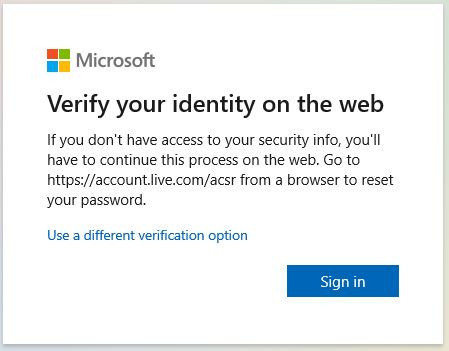 Microsoft
Verify your identity on the web
If you don't have access to your security info, you'll
have to continue this process on the web. Go to
https://account.live.com/acsr from a browser to reset
your password.
Use a different verification option
Sign in